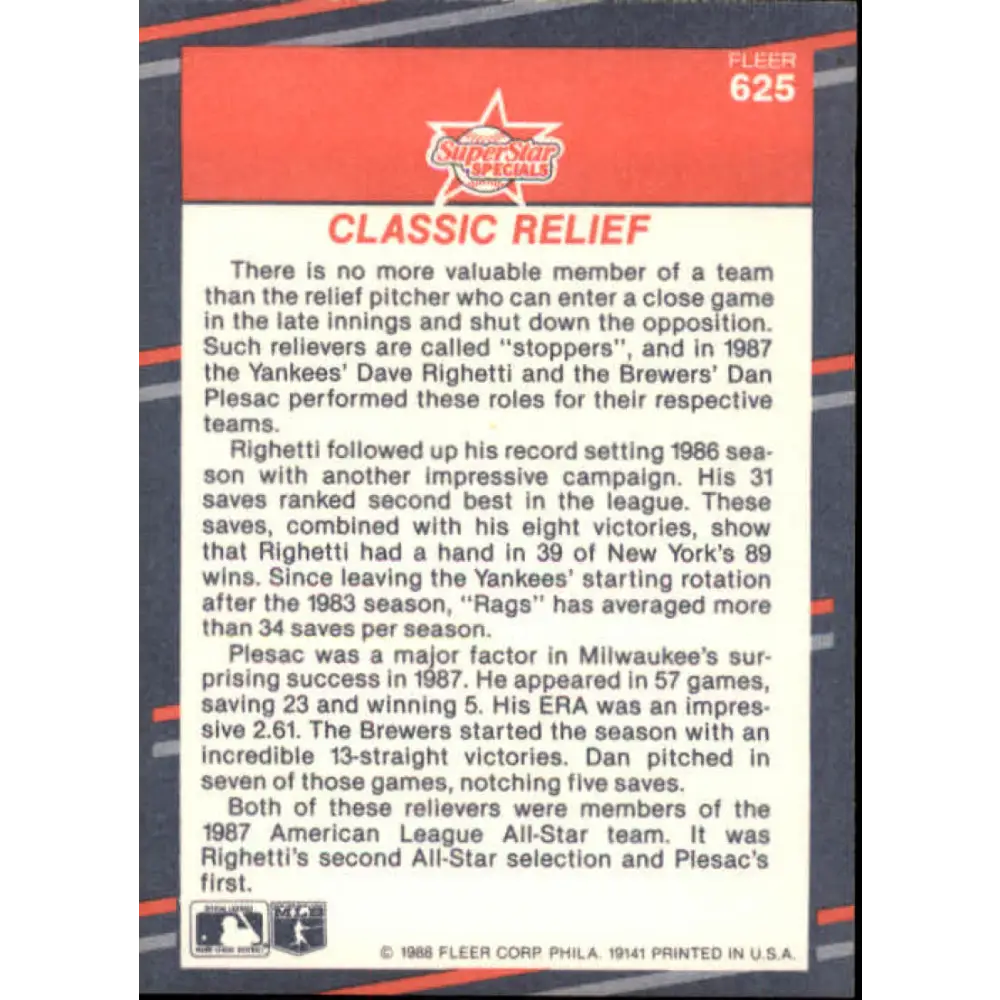 FLEER
625
SuperStar
SPECIALS
CLASSIC RELIEF
There is no more valuable member of a team
than the relief pitcher who can enter a close game
in the late innings and shut down the opposition.
Such relievers are called "stoppers", and in 1987
the Yankees' Dave Righetti and the Brewers' Dan
Plesac performed these roles for their respective
teams.
Righetti followed up his record setting 1986 sea-
son with another impressive campaign. His 31
saves ranked second best in the league. These
saves, combined with his eight victories, show
that Righetti had a hand in 39 of New York's 89
wins. Since leaving the Yankees' starting rotation
after the 1983 season, "Rags" has averaged more
than 34 saves per season.
Plesac was a major factor in Milwaukee's sur-
prising success in 1987. He appeared in 57 games,
saving 23 and winning 5. His ERA was an impres-
sive 2.61. The Brewers started the season with an
incredible 13-straight victories. Dan pitched in
seven of those games, notching five saves.
Both of these relievers were members of the
1987 American League All-Star team. It was
Righetti's second All-Star selection and Plesac's
first.
MLB
© 1988 FLEER CORP. PHILA. 19141 PRINTED IN U.S.A.